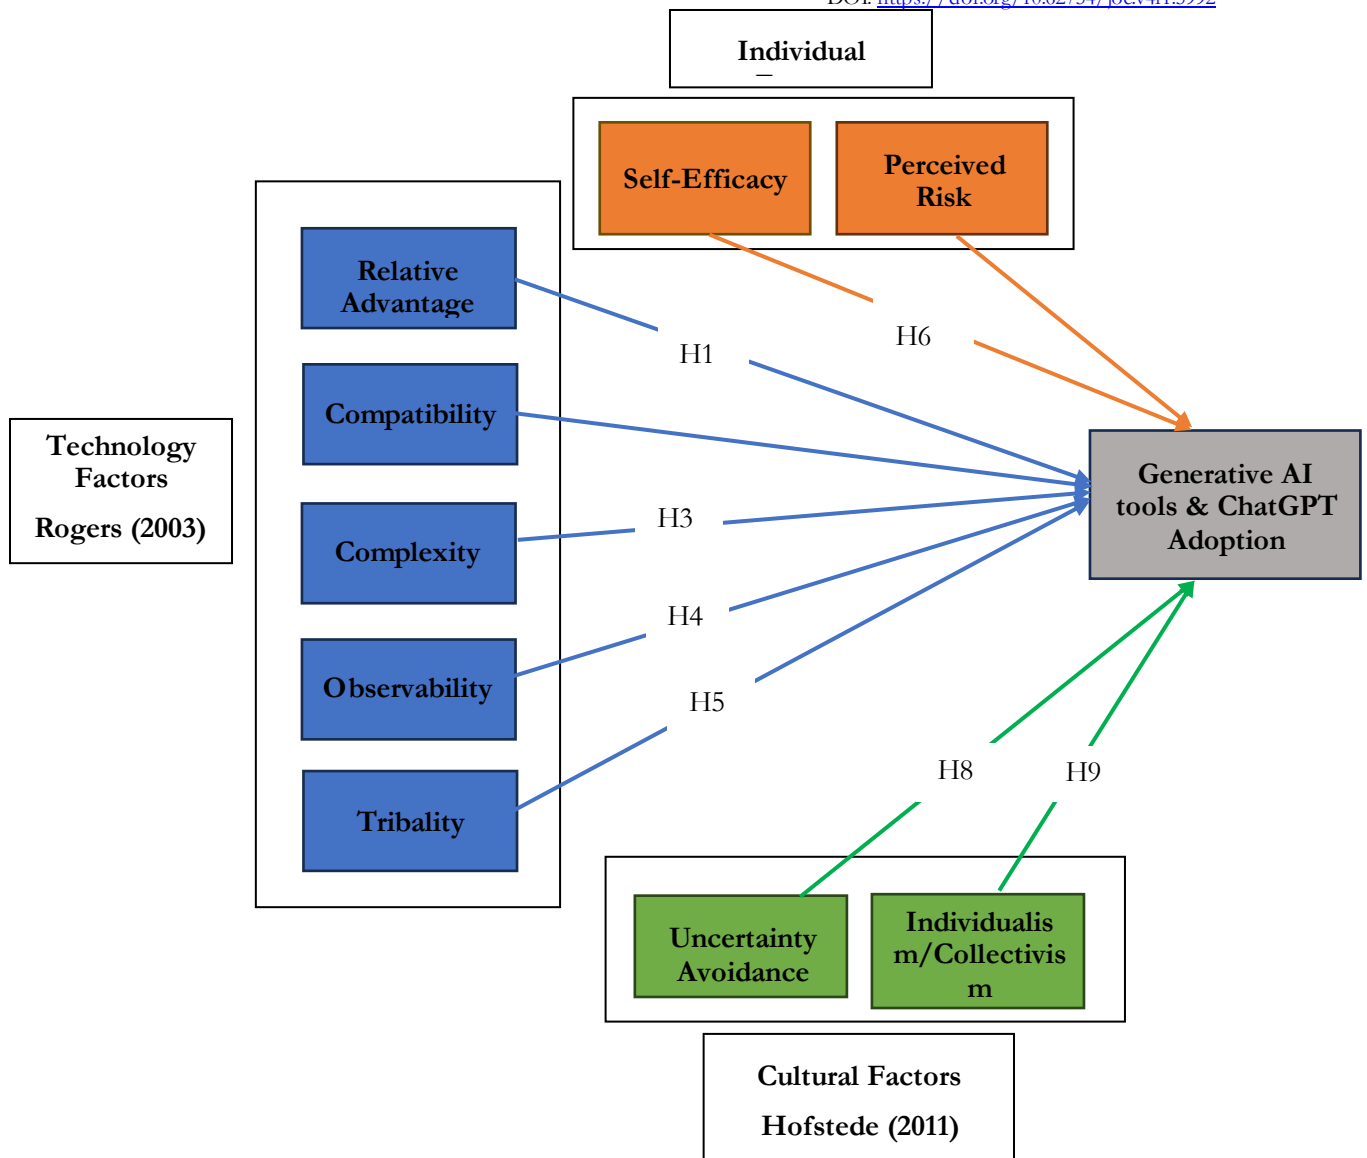 Individual
Self-Efficacy
Perceived
Risk
Relative
Advantage
H1
H6
Compatibility
Technology
Factors
Rogers (2003)
Generative AI
tools & ChatGPT
Adoption
H3
Complexity
H4
Observability
H5
Tribality
H8
H9
Uncertainty
Avoidance
Individualis
m/Collectivis
m
Cultural Factors
Hofstede (2011)